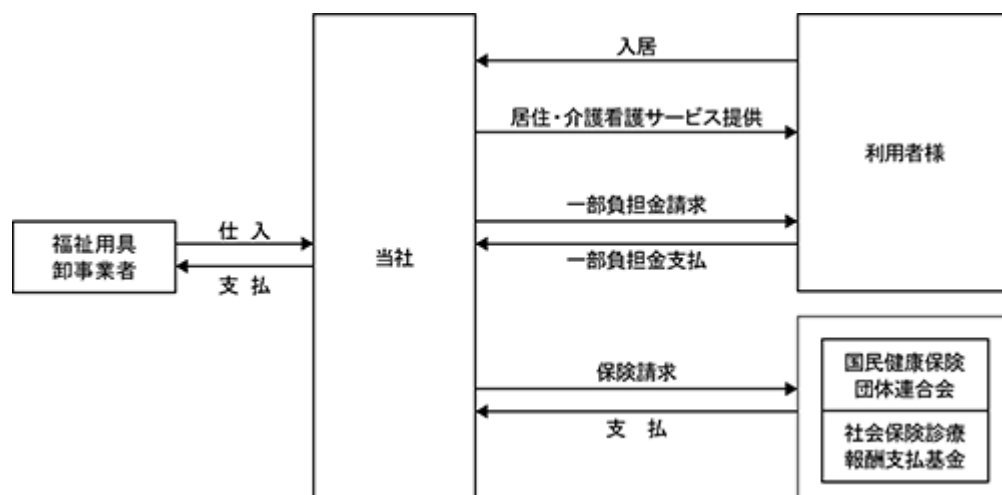 入居
居住・介護看護サービス提供
利用者様
一部負担金請求
一部負担金支払
福祉用具
卸事業者
仕 入
支 払
当社
保険請求
支 払
国民健康保険
団体連合会
社会保険診療
報酬支払基金